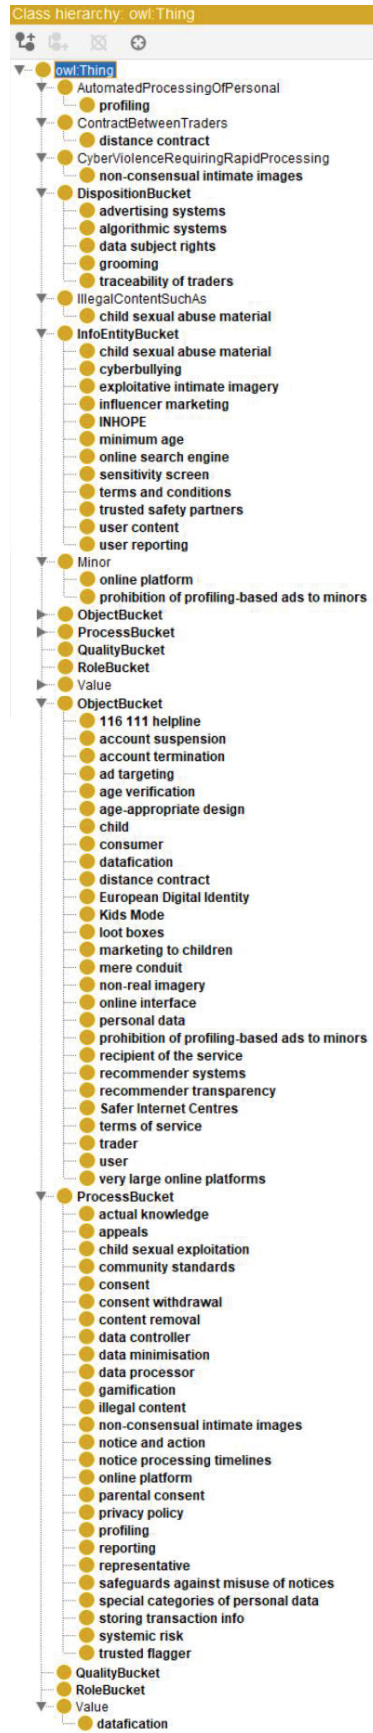 Class hierarchy: owl:Thing
owl:Thing
AutomatedProcessingOfPersonal
profiling
ContractBetweenTraders
distance contract
CyberViolenceRequiringRapidProcessing
non-consensual intimate images
DispositionBucket
advertising systems
algorithmic systems
data subject rights
grooming
traceability of traders
IllegalContentSuchAs
child sexual abuse material
InfoEntityBucket
child sexual abuse material
cyberbullying
exploitative intimate imagery
influencer marketing
INHOPE
minimum age
online search engine
sensitivity screen
terms and conditions
trusted safety partners
user content
user reporting
Minor
online platform
prohibition of profiling-based ads to minors
ObjectBucket
ProcessBucket
QualityBucket
RoleBucket
Value
ObjectBucket
116 111 helpline
account suspension
account termination
ad targeting
age verification
age-appropriate design
child
consumer
datafication
distance contract
European Digital Identity
Kids Mode
loot boxes
marketing to children
mere conduit
non-real imagery
online interface
personal data
prohibition of profiling-based ads to minors
recipient of the service
recommender systems
recommender transparency
Safer Internet Centres
terms of service
trader
user
very large online platforms
ProcessBucket
actual knowledge
appeals
child sexual exploitation
community standards
consent
consent withdrawal
content removal
data controller
data minimisation
data processor
gamification
illegal content
non-consensual intimate images
notice and action
notice processing timelines
online platform
parental consent
privacy policy
profiling
reporting
representative
safeguards against misuse of notices
special categories of personal data
storing transaction info
systemic risk
trusted flagger
QualityBucket
RoleBucket
Value
datafication